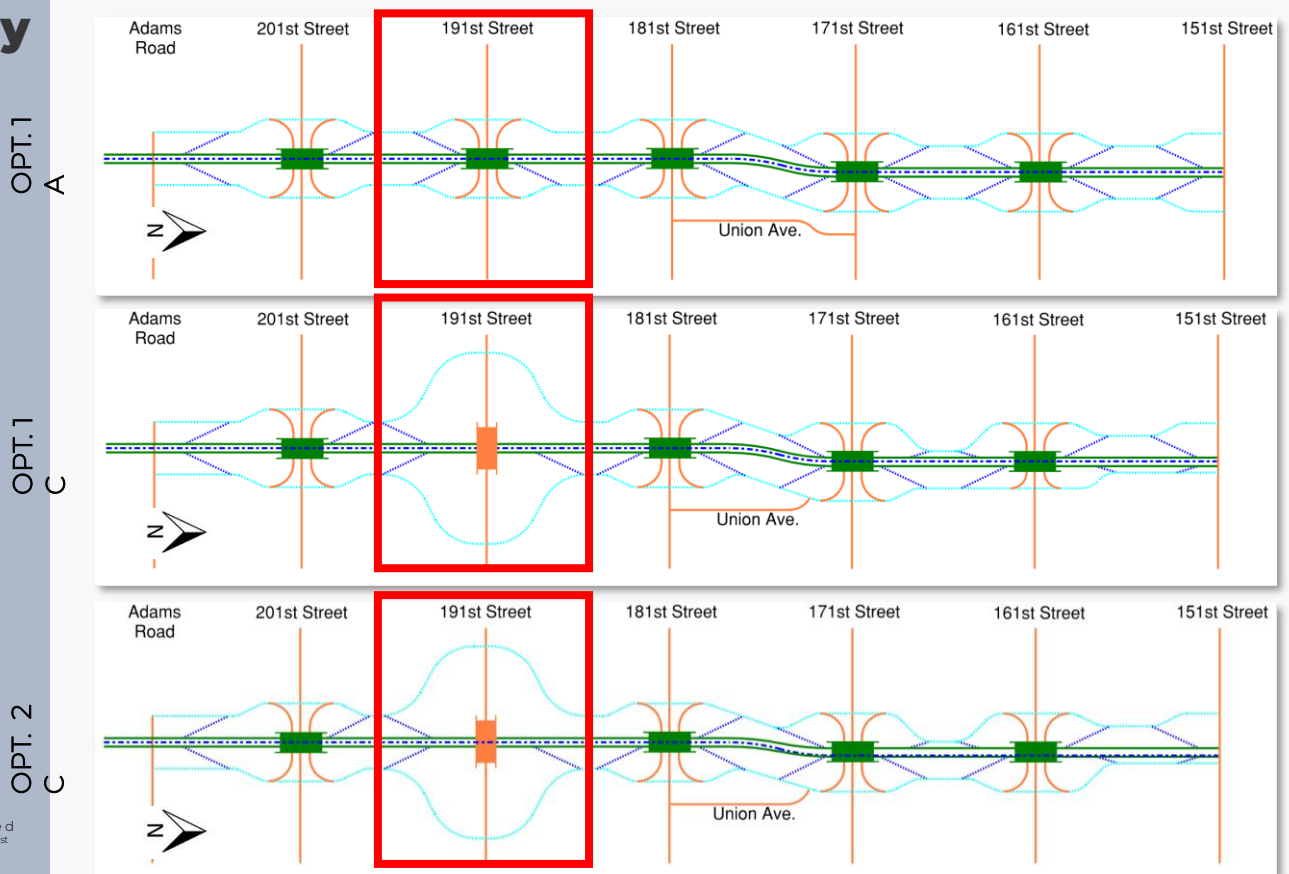 y
OPT. 1
A
Adams
Road
201st Street
191st Street
181st Street
171st Street
161st Street
151st Street
N
Union Ave.
OPT. 1
C
Adams
Road
201st Street
191st Street
181st Street
171st Street
161st Street
151st Street
N
Union Ave.
OPT. 2
C
Adams
Road
201st Street
191st Street
181st Street
171st Street
161st Street
151st Street
N
Union Ave.
d
st